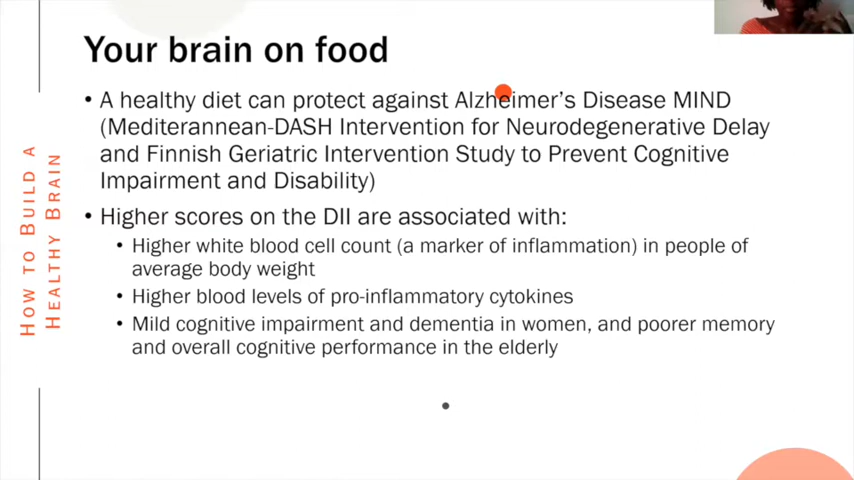 Your brain on food
• A healthy diet can protect against Alzheimer's Disease MIND
(Mediterannean-DASH Intervention for Neurodegenerative Delay
and Finnish Geriatric Intervention Study to Prevent Cognitive
Impairment and Disability)
• Higher scores on the DII are associated with:
• Higher white blood cell count (a marker of inflammation) in people of
average body weight
• Higher blood levels of pro-inflammatory cytokines
• Mild cognitive impairment and dementia in women, and poorer memory
and overall cognitive performance in the elderly
How to Build a
Healthy Brain